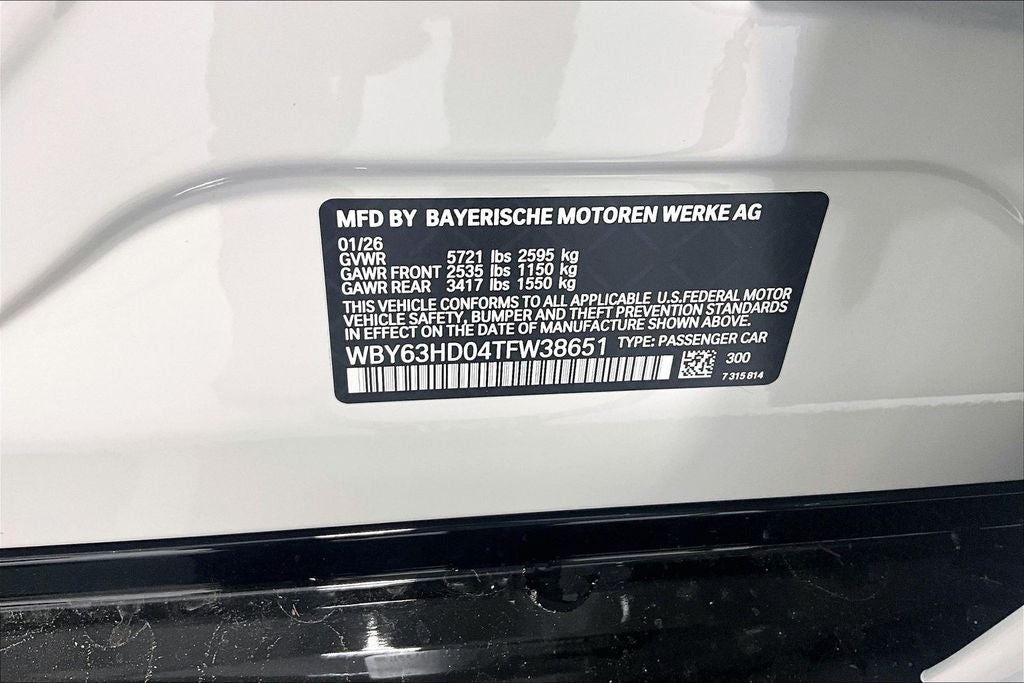 MFD BY BAYERISCHE MOTOREN WERKE AG
01/26
GVWR 5721 lbs 2595 kg
GAWR FRONT 2535 lbs 1150 kg
GAWR REAR 3417 lbs 1550 kg
THIS VEHICLE CONFORMS TO ALL APPLICABLE U.S.FEDERAL MOTOR
VEHICLE SAFETY, BUMPER AND THEFT PREVENTION STANDARDS
IN EFFECT ON THE DATE OF MANUFACTURE SHOWN ABOVE.
WBY63HD04TFW38651 TYPE: PASSENGER CAR
300
7 315 814